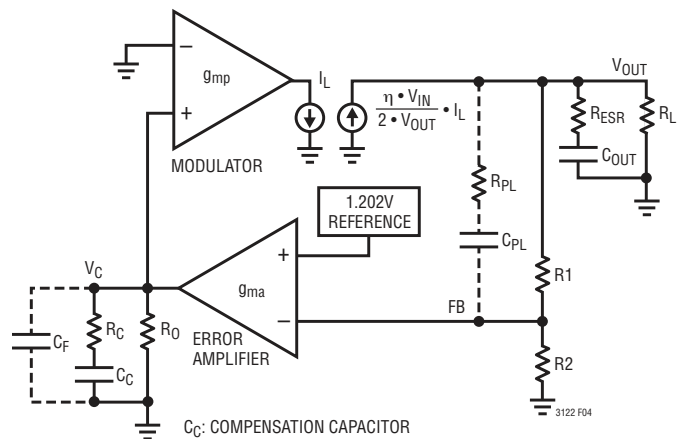 −
g_mp
+
MODULATOR
I_L
η • V_IN
2 • V_OUT
• I_L
V_OUT
R_ESR
R_L
C_OUT
R_PL
C_PL
1.202V
REFERENCE
+
g_ma
−
ERROR
AMPLIFIER
V_C
C_F
R_C
R_O
C_C
FB
R1
R2
3122 F04
C_C: COMPENSATION CAPACITOR